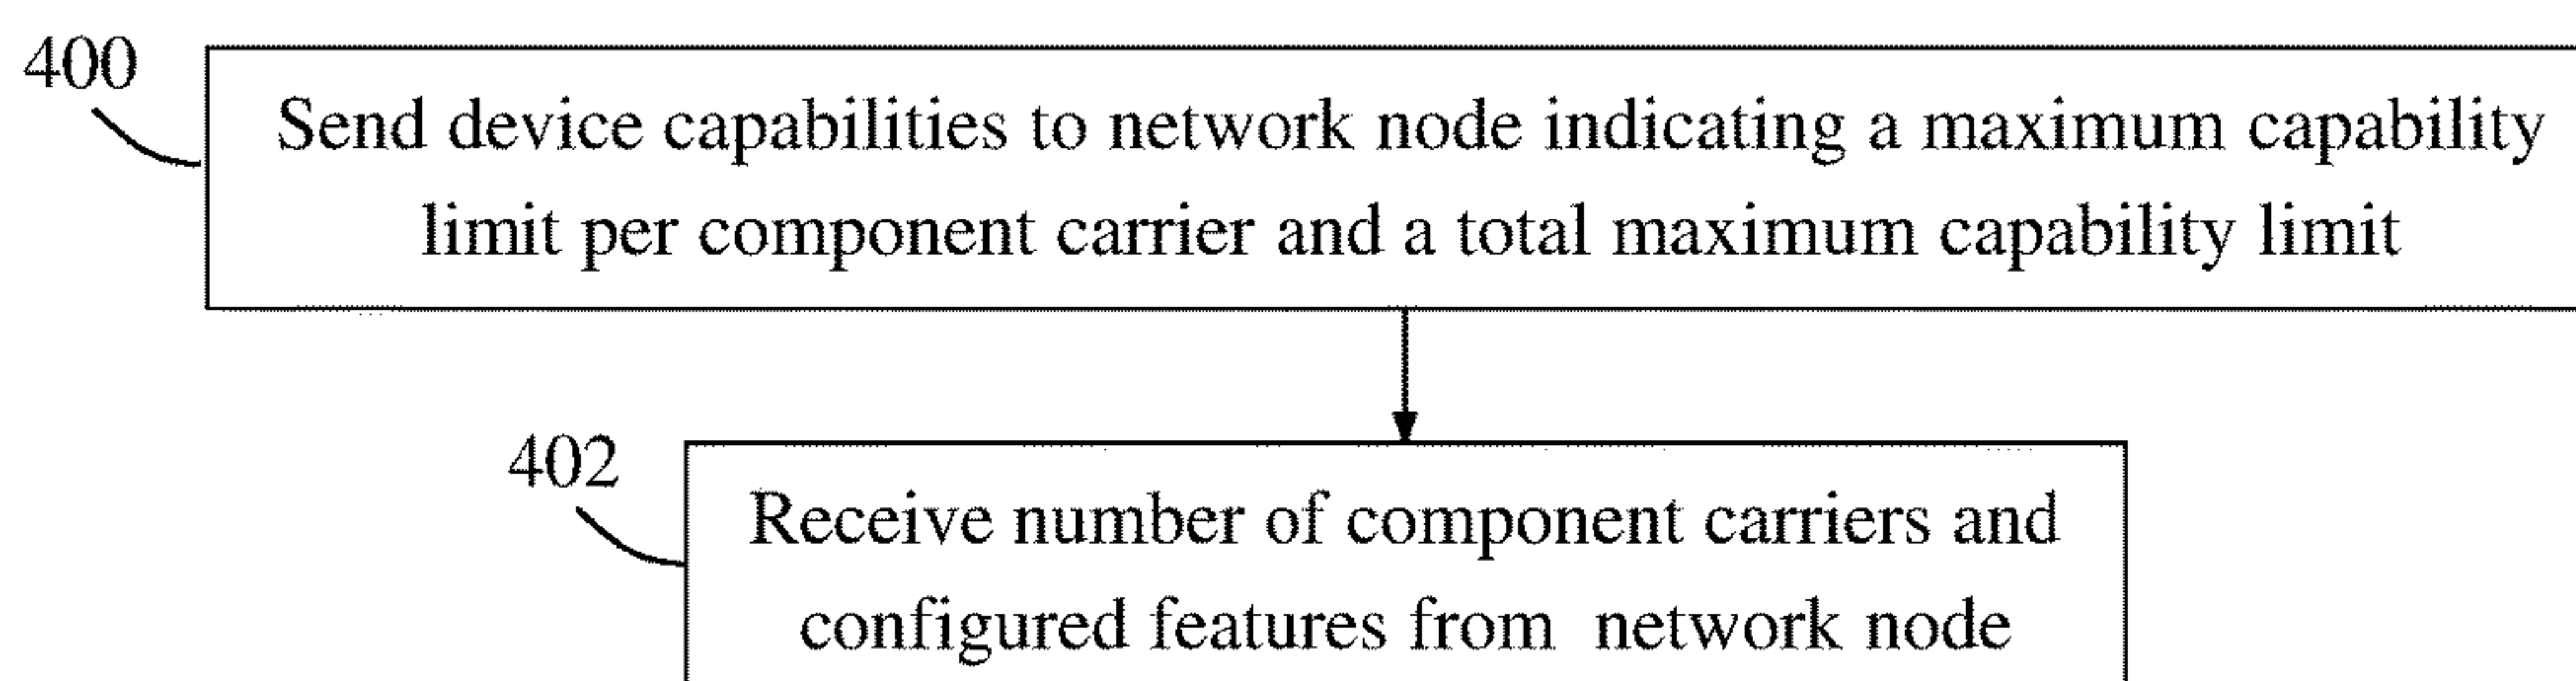 400
Send device capabilities to network node indicating a maximum capability
limit per component carrier and a total maximum capability limit
402
Receive number of component carriers and
configured features from network node